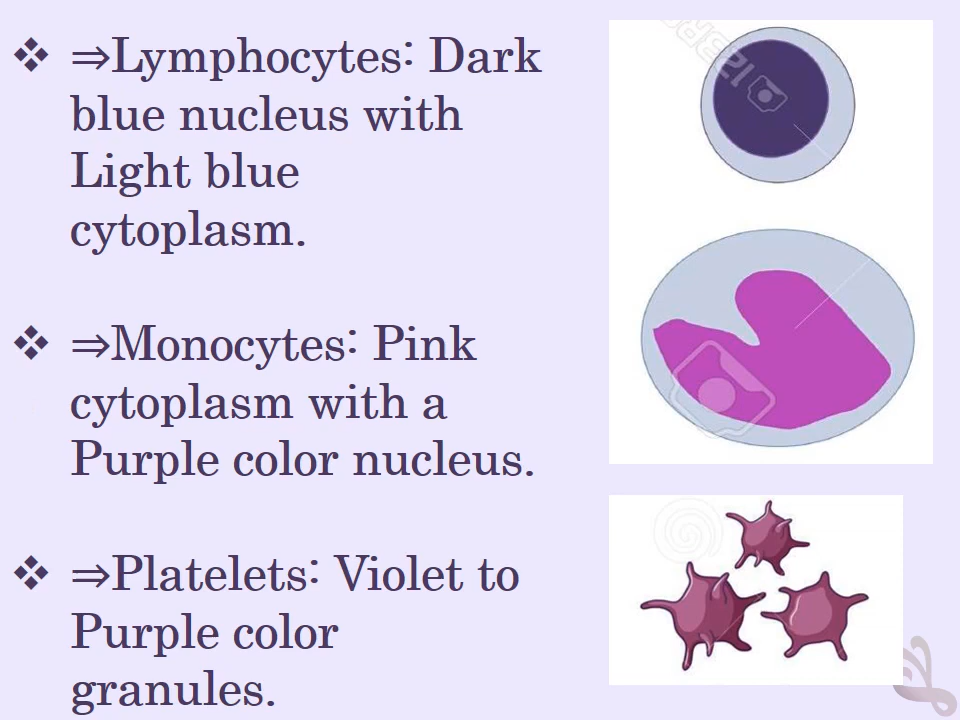 ❖ ⇒Lymphocytes: Dark
blue nucleus with
Light blue
cytoplasm.
❖ ⇒Monocytes: Pink
cytoplasm with a
Purple color nucleus.
❖ ⇒Platelets: Violet to
Purple color
granules.